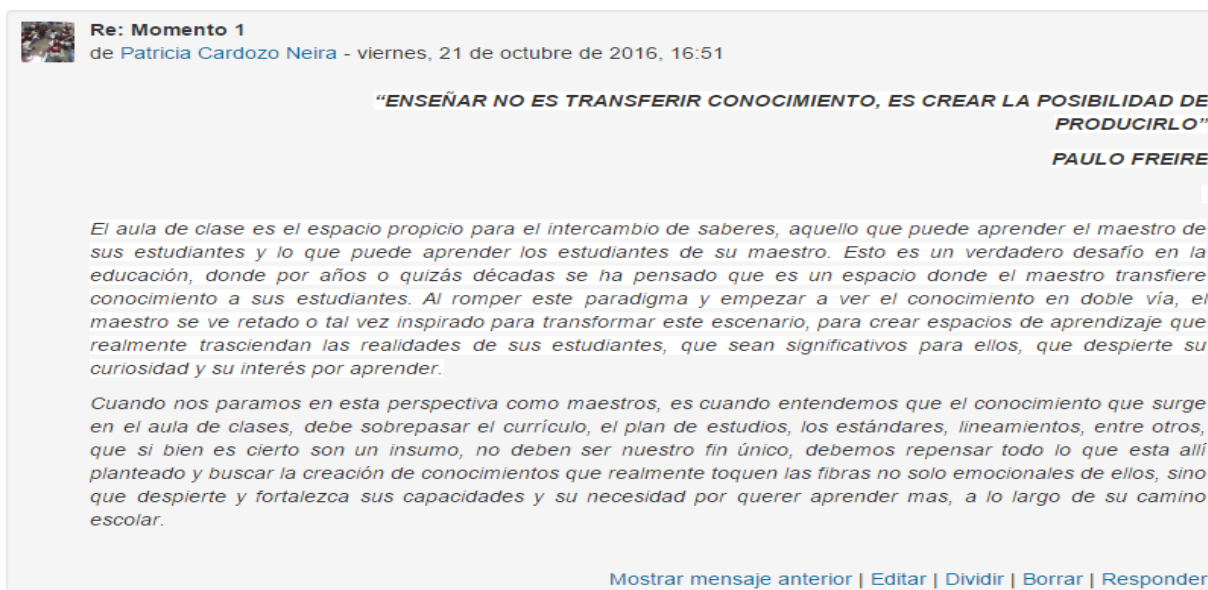 Re: Momento 1
de Patricia Cardozo Neira - viernes, 21 de octubre de 2016, 16:51
“ENSEÑAR NO ES TRANSFERIR CONOCIMIENTO, ES CREAR LA POSIBILIDAD DE
PRODUCIRLO”
PAULO FREIRE
El aula de clase es el espacio propicio para el intercambio de saberes, aquello que puede aprender el maestro de
sus estudiantes y lo que puede aprender los estudiantes de su maestro. Esto es un verdadero desafío en la
educación, donde por años o quizás décadas se ha pensado que es un espacio donde el maestro transfiere
conocimiento a sus estudiantes. Al romper este paradigma y empezar a ver el conocimiento en doble vía, el
maestro se ve retado o tal vez inspirado para transformar este escenario, para crear espacios de aprendizaje que
realmente trasciendan las realidades de sus estudiantes, que sean significativos para ellos, que despierte su
curiosidad y su interés por aprender.
Cuando nos paramos en esta perspectiva como maestros, es cuando entendemos que el conocimiento que surge
en el aula de clases, debe sobrepasar el currículo, el plan de estudios, los estándares, lineamientos, entre otros,
que si bien es cierto son un insumo, no deben ser nuestro fin único, debemos repensar todo lo que esta allí
planteado y buscar la creación de conocimientos que realmente toquen las fibras no solo emocionales de ellos, sino
que despierte y fortalezca sus capacidades y su necesidad por querer aprender mas, a lo largo de su camino
escolar.
Mostrar mensaje anterior | Editar | Dividir | Borrar | Responder